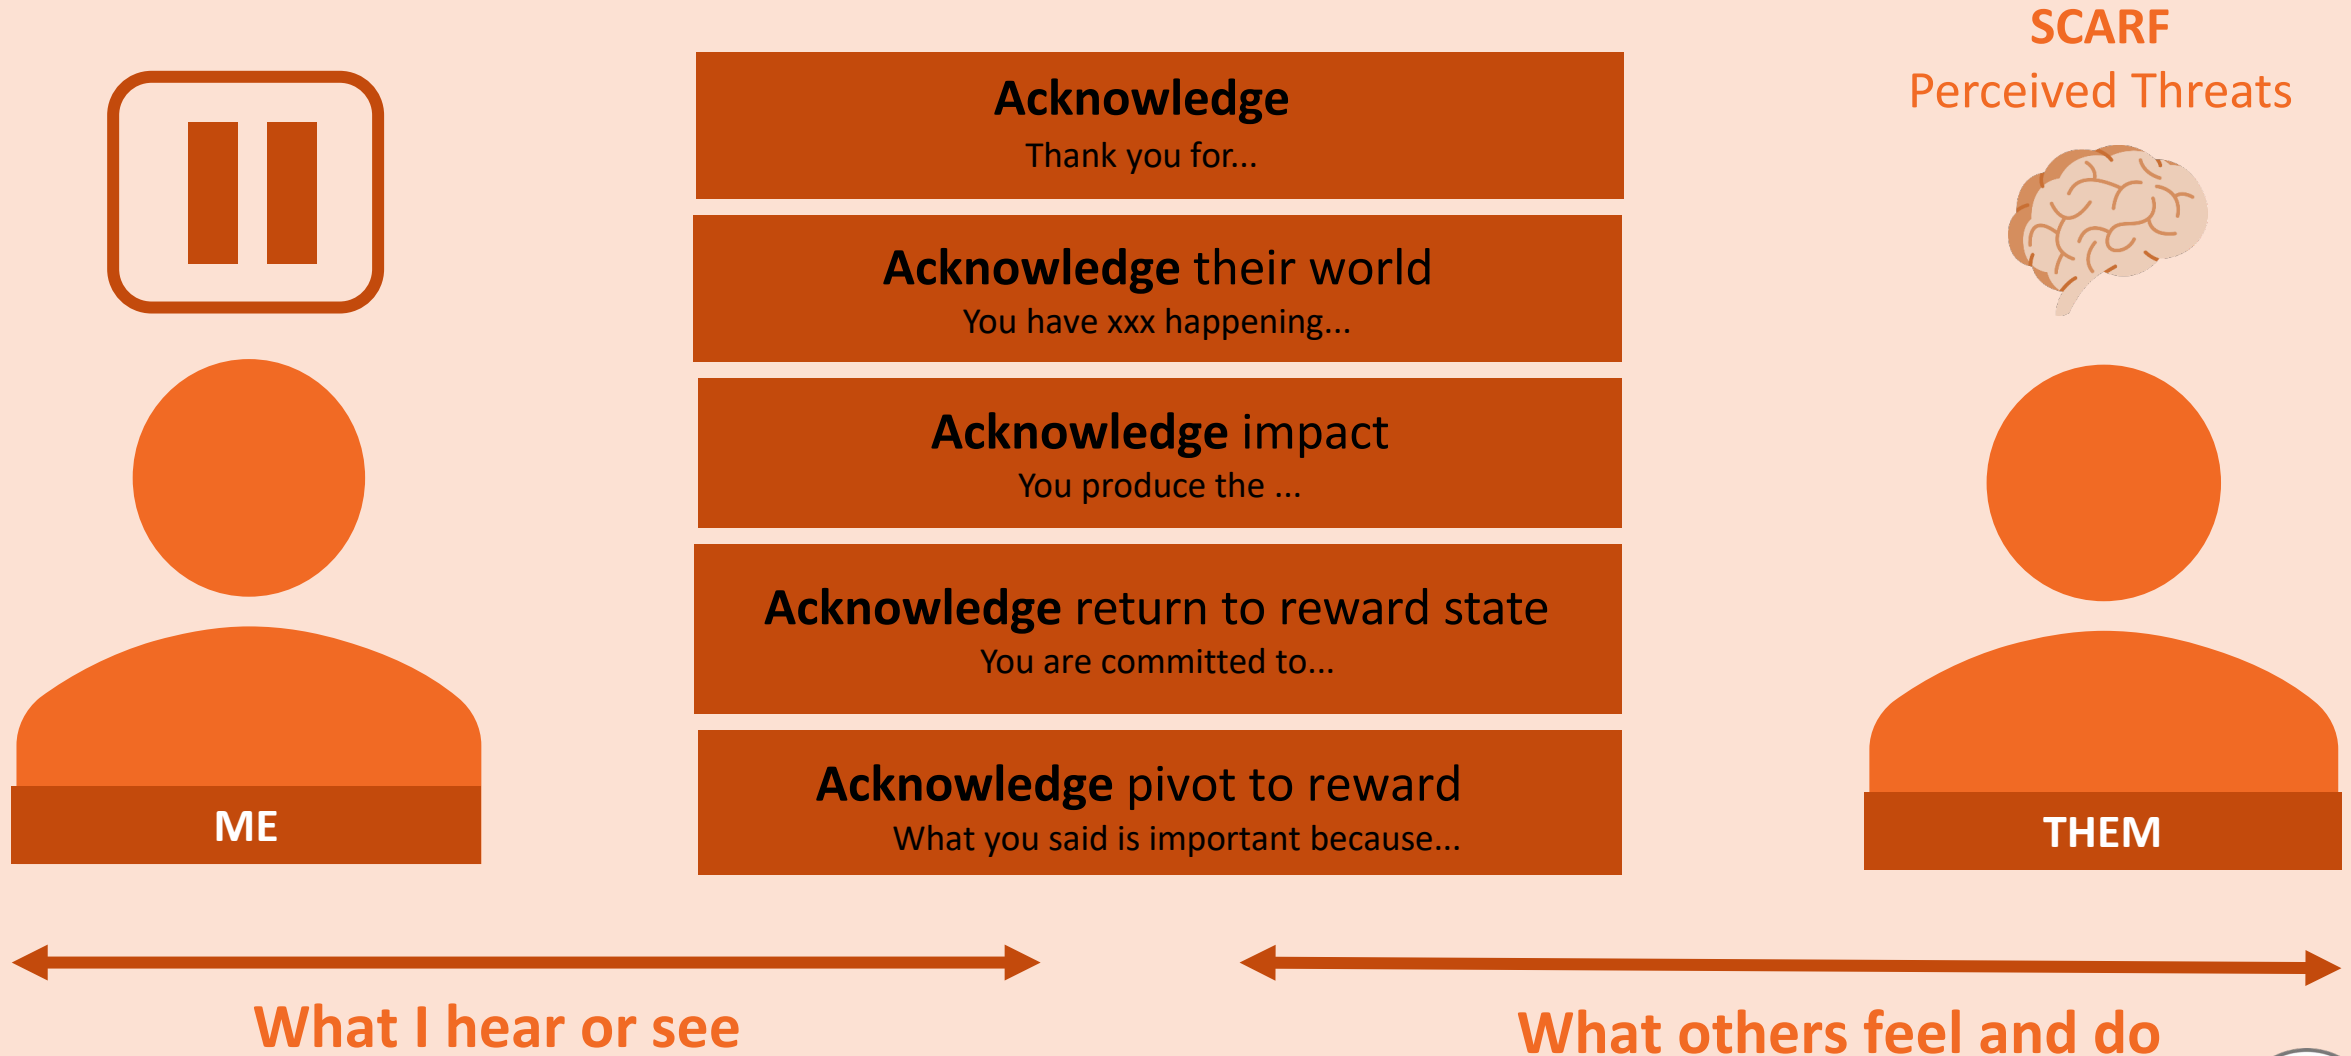 SCARF
Perceived Threats
Acknowledge
Thank you for...
Acknowledge their world
You have xxx happening...
Acknowledge impact
You produce the ...
Acknowledge return to reward state
You are committed to...
Acknowledge pivot to reward
What you said is important because...
ME
THEM
What I hear or see
What others feel and do